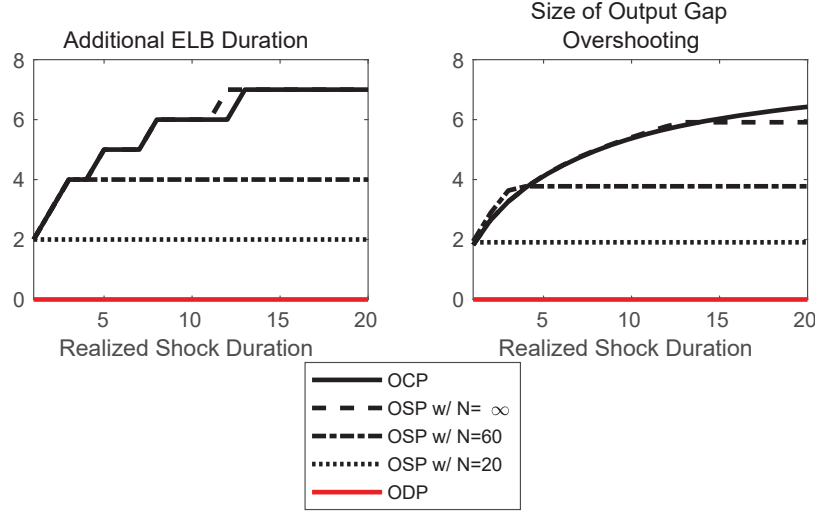 Additional ELB Duration
8
6
4
2
0
5
10
15
20
Realized Shock Duration
Size of Output Gap
Overshooting
8
6
4
2
0
5
10
15
20
Realized Shock Duration
OCP
OSP w/ N= ∞
OSP w/ N=60
OSP w/ N=20
ODP